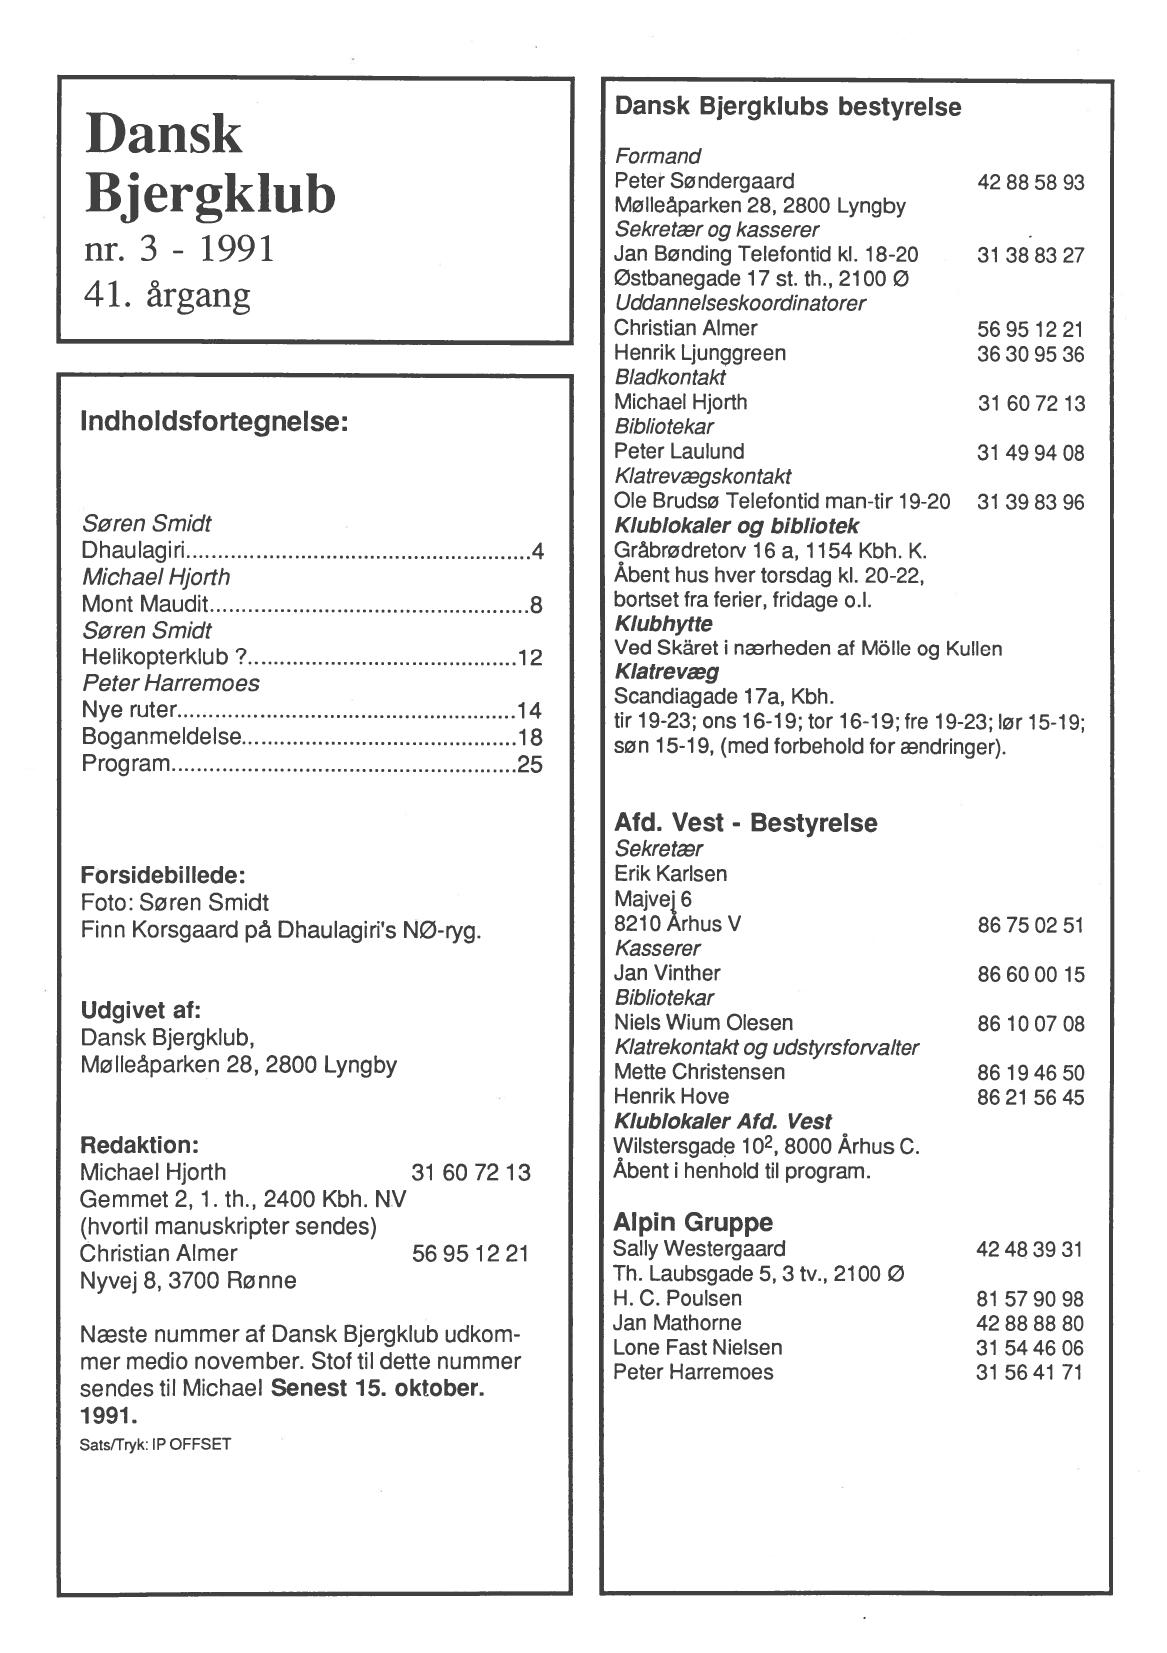 Dansk
Bjergklub
nr. 3 - 1991
41. årgang
Indholdsfortegnelse:
Søren Smidt
Dhaulagiri......................................................4
Michael Hjorth
Mont Maudit..................................................8
Søren Smidt
Helikopterklub ?..........................................12
Peter Harremoes
Nye ruter.....................................................14
Boganmeldelse...........................................18
Program......................................................25
Forsidebillede:
Foto: Søren Smidt
Finn Korsgaard på Dhaulagiri's NØ-ryg.
Udgivet af:
Dansk Bjergklub,
Mølleåparken 28, 2800 Lyngby
Redaktion:
Michael Hjorth 31 60 72 13
Gemmet 2, 1. th., 2400 Kbh. NV
(hvortil manuskripter sendes)
Christian Almer 56 95 12 21
Nyvej 8, 3700 Rønne
Næste nummer af Dansk Bjergklub udkom-
mer medio november. Stof til dette nummer
sendes til Michael Senest 15. oktober.
1991.
Sats/Tryk: IP OFFSET
Dansk Bjergklubs bestyrelse
Formand
Peter Søndergaard 42 88 58 93
Mølleåparken 28, 2800 Lyngby
Sekretær og kasserer
Jan Bønding Telefontid kl. 18-20 31 38 83 27
Østbanegade 17 st. th., 2100 Ø
Uddannelseskoordinatorer
Christian Almer 56 95 12 21
Henrik Ljunggreen 36 30 95 36
Bladkontakt
Michael Hjorth 31 60 72 13
Bibliotekar
Peter Laulund 31 49 94 08
Klatrevægskontakt
Ole Brudsø Telefontid man-tir 19-20 31 39 83 96
Klublokaler og bibliotek
Gråbrødretorv 16 a, 1154 Kbh. K.
Åbent hus hver torsdag kl. 20-22,
bortset fra ferier, fridage o.l.
Klubhytte
Ved Skäret i nærheden af Mölle og Kullen
Klatrevæg
Scandiagade 17a, Kbh.
tir 19-23; ons 16-19; tor 16-19; fre 19-23; lør 15-19;
søn 15-19, (med forbehold for ændringer).
Afd. Vest - Bestyrelse
Sekretær
Erik Karlsen
Majvej 6
8210 Århus V 86 75 02 51
Kasserer
Jan Vinther 86 60 00 15
Bibliotekar
Niels Wium Olesen 86 10 07 08
Klatrekontakt og udstyrsforvalter
Mette Christensen 86 19 46 50
Henrik Hove 86 21 56 45
Klublokaler Afd. Vest
Wilstersgade 10², 8000 Århus C.
Åbent i henhold til program.
Alpin Gruppe
Sally Westergaard 42 48 39 31
Th. Laubsgade 5, 3 tv., 2100 Ø
H. C. Poulsen 81 57 90 98
Jan Mathorne 42 88 88 80
Lone Fast Nielsen 31 54 46 06
Peter Harremoes 31 56 41 71